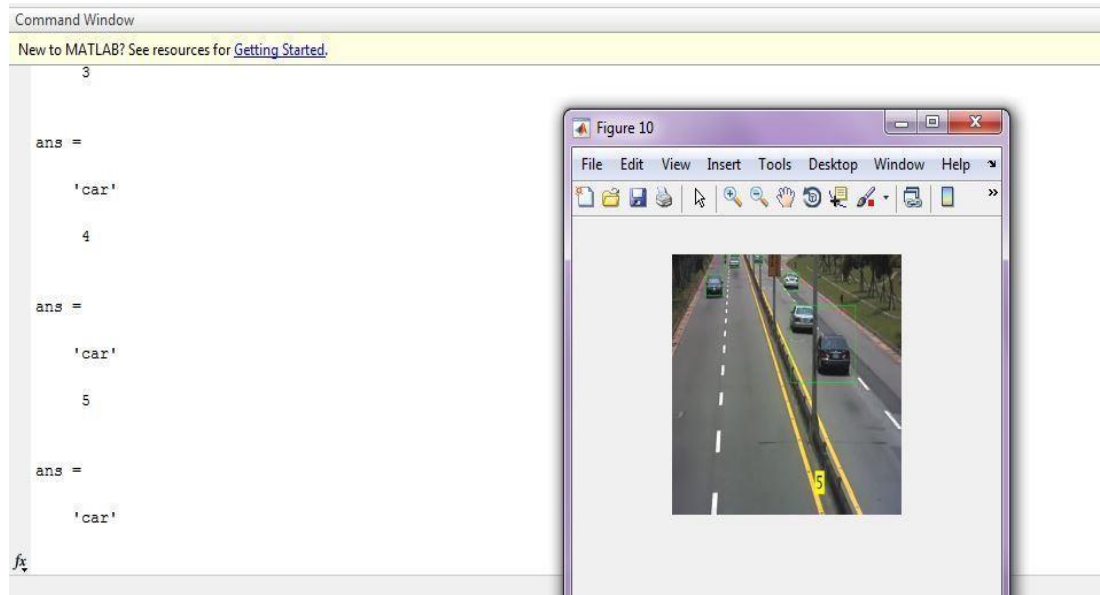 Command Window
New to MATLAB? See resources for Getting Started.
3
ans =
'car'
4
ans =
'car'
5
ans =
'car'
fx
Figure 10
File Edit View Insert Tools Desktop Window Help
5